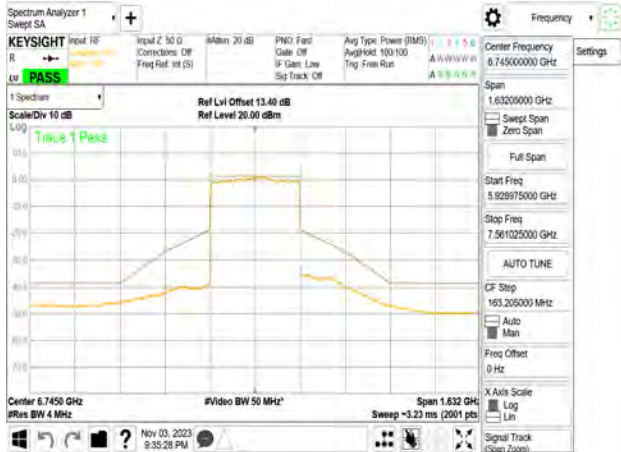 Spectrum Analyzer 1
Swept SA
+
Frequency
KEYSIGHT
Input: RF
Input Z: 50 Ω
#Atten: 20 dB
PNO: Fast
Avg Type: Power (RMS)
R
Corrections: Off
Gate: Off
Avg|Hold: 100/100
Freq Ref: Int (S)
IF Gain: Low
Trig: Free Run
Sig Track: Off
PASS
Center Frequency
6.745000000 GHz
Settings
1 Spectrum
Ref Lvl Offset 13.40 dB
Scale/Div 10 dB
Ref Level 20.00 dBm
Span
1.63205000 GHz
Swept Span
Zero Span
Log
Trace 1 Pass
Full Span
Start Freq
5.928975000 GHz
Stop Freq
7.561025000 GHz
AUTO TUNE
CF Step
163.205000 MHz
Auto
Man
Freq Offset
0 Hz
X Axis Scale
Log
Lin
Center 6.7450 GHz
#Video BW 50 MHz*
Span 1.632 GHz
#Res BW 4 MHz
Sweep ~3.23 ms (2001 pts
Signal Track
(Span Zoom)
?
Nov 03, 2023
9:35:28 PM